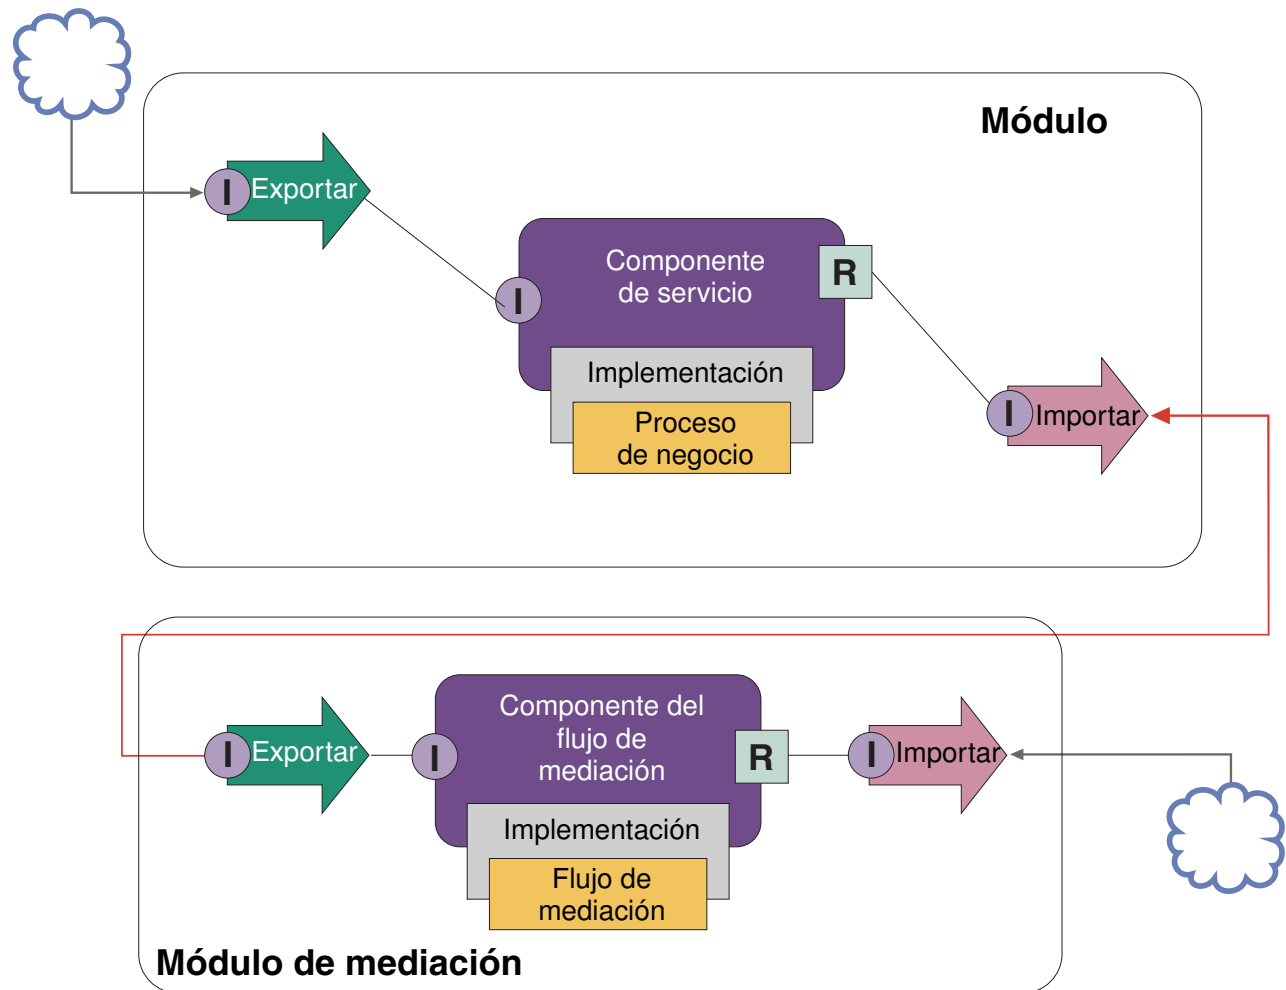 Módulo
I Exportar
Componente
de servicio
R
I
Implementación
Proceso
de negocio
I Importar
Componente del
flujo de
mediación
I Exportar
I
R
I Importar
Implementación
Flujo de
mediación
Módulo de mediación